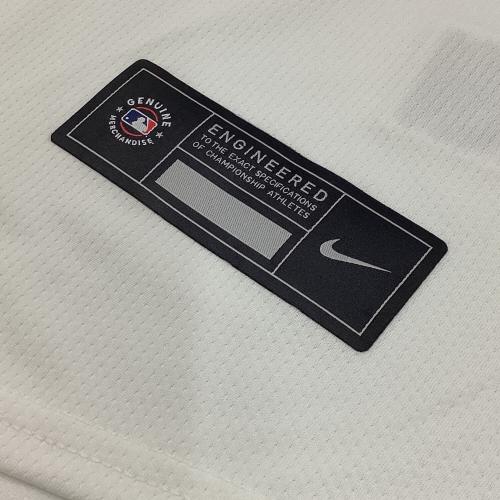 GENUINE
MERCHANDISE
ENGINEERED
TO THE EXACT SPECIFICATIONS
OF CHAMPIONSHIP ATHLETES